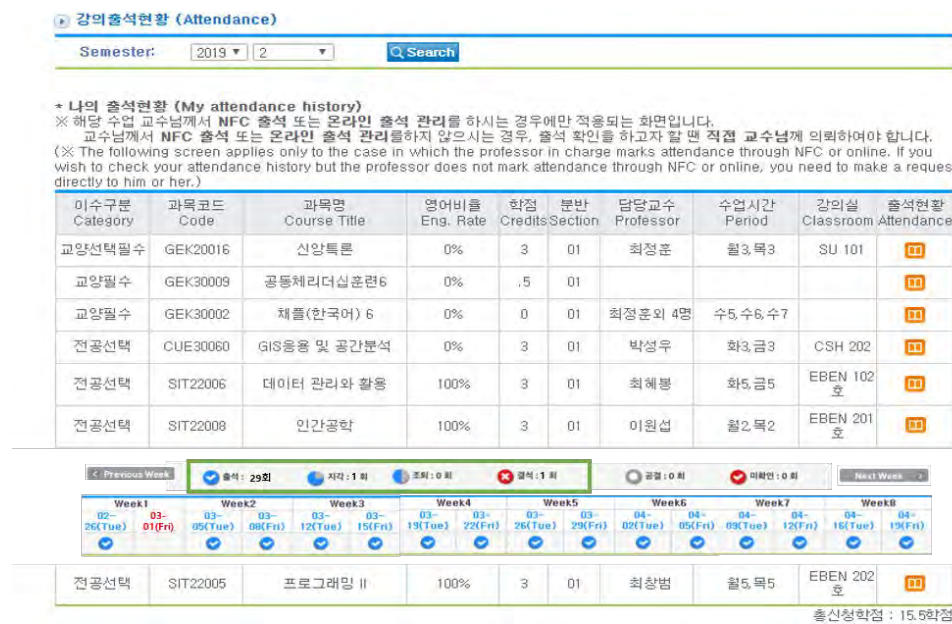 강의출석현황 (Attendance)
Semester: 2019 2 Search
* 나의 출석현황 (My attendance history)
※ 해당 수업 교수님께서 NFC 출석 또는 온라인 출석 관리를 하시는 경우에만 적용되는 화면입니다.
교수님께서 NFC 출석 또는 온라인 출석 관리를하지 않으시는 경우, 출석 확인을 하고자 할 땐 직접 교수님께 의뢰하여야 합니다.
(※ The following screen applies only to the case in which the professor in charge marks attendance through NFC or online. If you
wish to check your attendance history but the professor does not mark attendance through NFC or online, you need to make a reques
directly to him or her.)
이수구분 과목코드 과목명 영어비율 학점 분반 담당교수 수업시간 강의실 출석현황
Category Code Course Title Eng. Rate Credits Section Professor Period Classroom Attendance
교양선택필수 GEK20016 신앙특론 0% 3 01 최정훈 월3,목3 SU 101
교양필수 GEK30009 공동체리더십훈련6 0% .5 01
교양필수 GEK30002 채플(한국어) 6 0% 0 01 최정훈외 4명 수5,수6,수7
전공선택 CUE30060 GIS응용 및 공간분석 0% 3 01 박성우 화3,금3 CSH 202
전공선택 SIT22006 데이터 관리와 활용 100% 3 01 최혜봉 화5,금5 EBEN 102
호
전공선택 SIT22008 인간공학 100% 3 01 이원섭 월2,목2 EBEN 201
호
< Previous Week 출석 : 29회 지각 : 1 회 조퇴 : 0 회 결석 : 1 회 공결 : 0 회 미확인 : 0 회 Next Week >
Week1 Week2 Week3 Week4 Week5 Week6 Week7 Week8
02- 03- 03- 03- 03- 03- 03- 03- 03- 03- 04- 04- 04- 04- 04- 04-
26(Tue) 01(Fri) 05(Tue) 08(Fri) 12(Tue) 15(Fri) 19(Tue) 22(Fri) 26(Tue) 29(Fri) 02(Tue) 05(Fri) 09(Tue) 12(Fri) 16(Tue) 19(Fri)
전공선택 SIT22005 프로그래밍 II 100% 3 01 최창범 월5,목5 EBEN 202
호
총신청학점 : 15.5학점